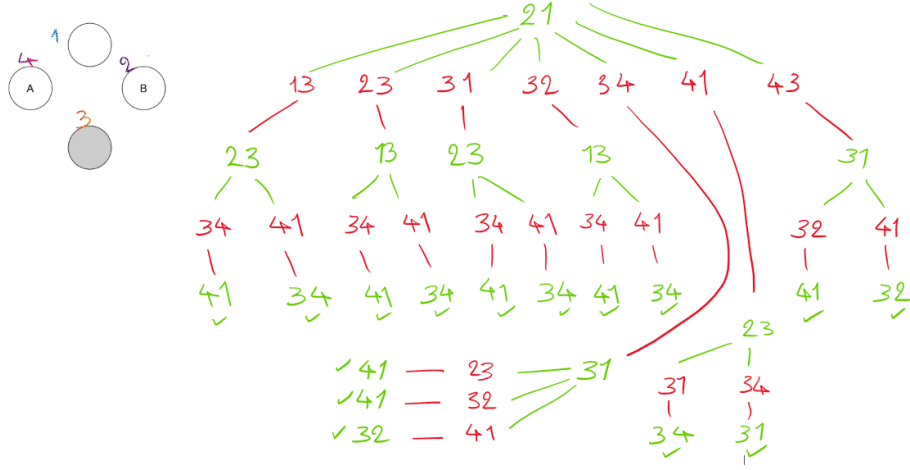 21
1
4 2
A B
3
13 23 31 32 34 41 43
23 13 23 13 31
34 41 34 41 34 41 34 41 32 41
41 34 41 34 41 34 41 34 41 32
✓ ✓ ✓ ✓ ✓ ✓ ✓ ✓ ✓ ✓
23
✓ 41 23 31
✓ 41 32 31 34
✓ 32 41 34 31
✓ ✓